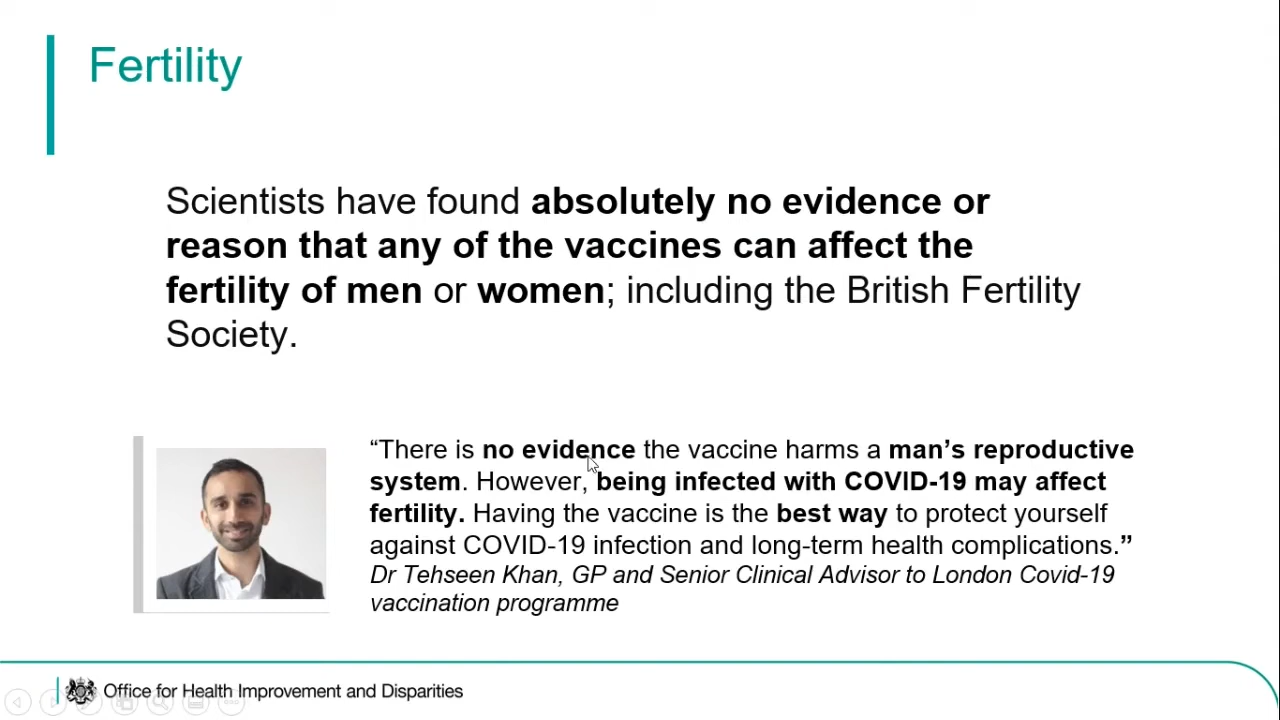 Fertility
Scientists have found absolutely no evidence or
reason that any of the vaccines can affect the
fertility of men or women; including the British Fertility
Society.
“There is no evidence the vaccine harms a man’s reproductive
system. However, being infected with COVID-19 may affect
fertility. Having the vaccine is the best way to protect yourself
against COVID-19 infection and long-term health complications.”
Dr Tehseen Khan, GP and Senior Clinical Advisor to London Covid-19
vaccination programme
Office for Health Improvement and Disparities